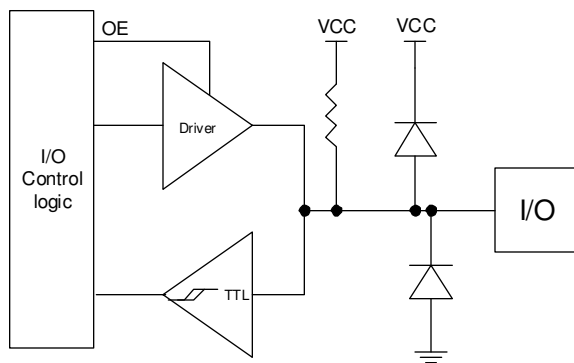 OE
VCC
VCC
Driver
I/O
Control
logic
I/O
TTL